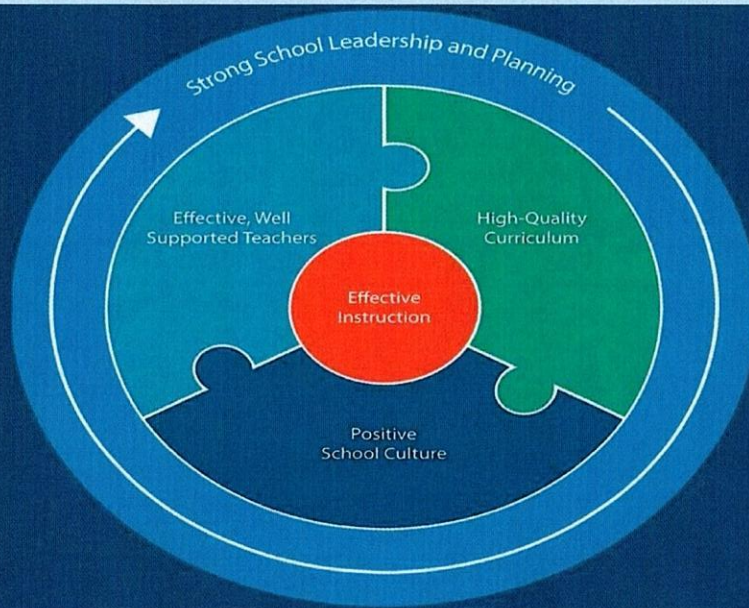 Strong School Leadership and Planning
Effective, Well
Supported Teachers
High-Quality
Curriculum
Effective
Instruction
Positive
School Culture